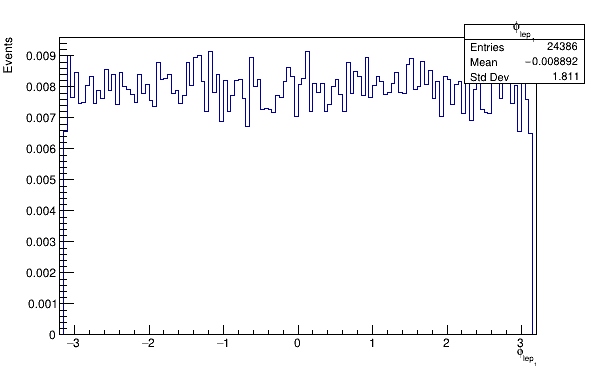 ϕ_lep₁
Entries 24386
Mean −0.008892
Std Dev 1.811
Events
0.009
0.008
0.007
0.006
0.005
0.004
0.003
0.002
0.001
0
−3 −2 −1 0 1 2 3
ϕ_lep₁